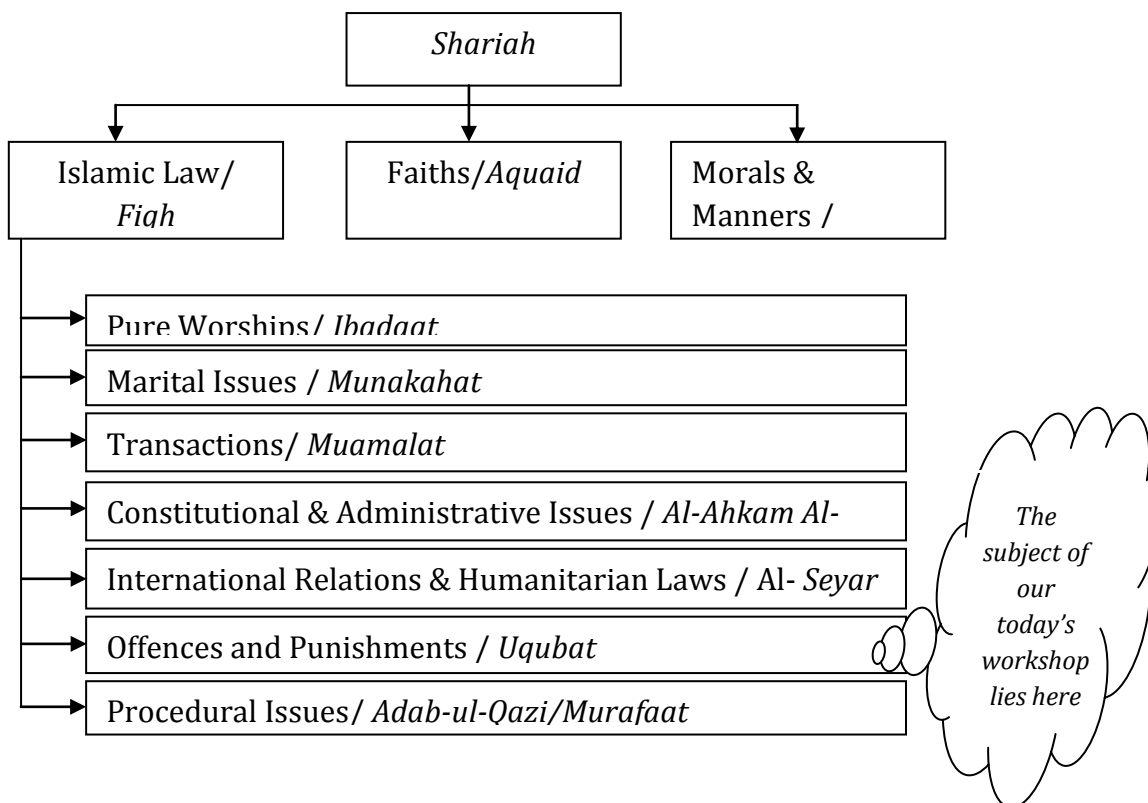 Shariah
Islamic Law/
Fiqh
Faiths/Aquaid
Morals &
Manners /
Pure Worships/ Ibadaat
Marital Issues / Munakahat
Transactions/ Muamalat
Constitutional & Administrative Issues / Al-Ahkam Al-
International Relations & Humanitarian Laws / Al- Seyar
Offences and Punishments / Uqubat
Procedural Issues/ Adab-ul-Qazi/Murafaat
The
subject of
our
today’s
workshop
lies here